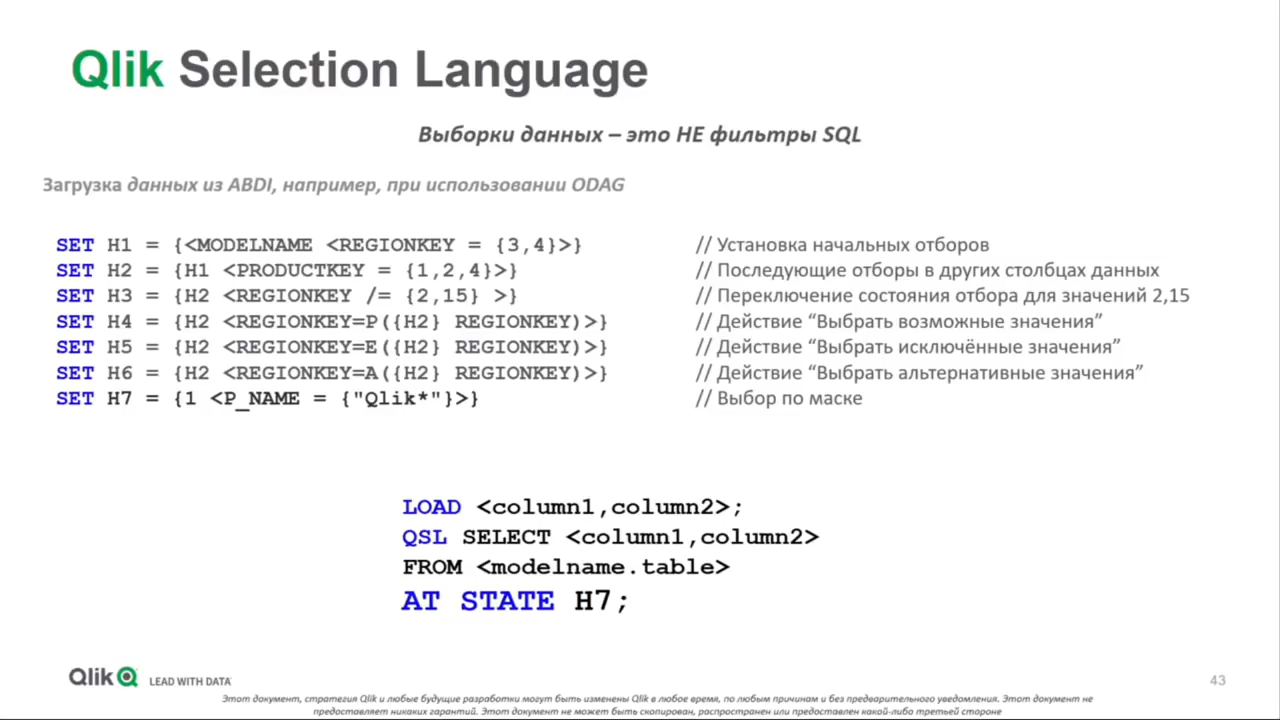 Qlik Selection Language
Выборки данных – это НЕ фильтры SQL
Загрузка данных из ABDI, например, при использовании ODAG
SET H1 = {<MODELNAME <REGIONKEY = {3,4}>} // Установка начальных отборов
SET H2 = {H1 <PRODUCTKEY = {1,2,4}>} // Последующие отборы в других столбцах данных
SET H3 = {H2 <REGIONKEY /= {2,15} >} // Переключение состояния отбора для значений 2,15
SET H4 = {H2 <REGIONKEY=P({H2} REGIONKEY)>} // Действие “Выбрать возможные значения”
SET H5 = {H2 <REGIONKEY=E({H2} REGIONKEY)>} // Действие “Выбрать исключённые значения”
SET H6 = {H2 <REGIONKEY=A({H2} REGIONKEY)>} // Действие “Выбрать альтернативные значения”
SET H7 = {1 <P_NAME = {"Qlik*"}>} // Выбор по маске
LOAD <column1,column2>;
QSL SELECT <column1,column2>
FROM <modelname.table>
AT STATE H7;
Qlik LEAD WITH DATA
43
Этот документ, стратегия Qlik и любые будущие разработки могут быть изменены Qlik в любое время, по любым причинам и без предварительного уведомления. Этот документ не
предоставляет никаких гарантий. Этот документ не может быть скопирован, распространен или предоставлен какой-либо третьей стороне